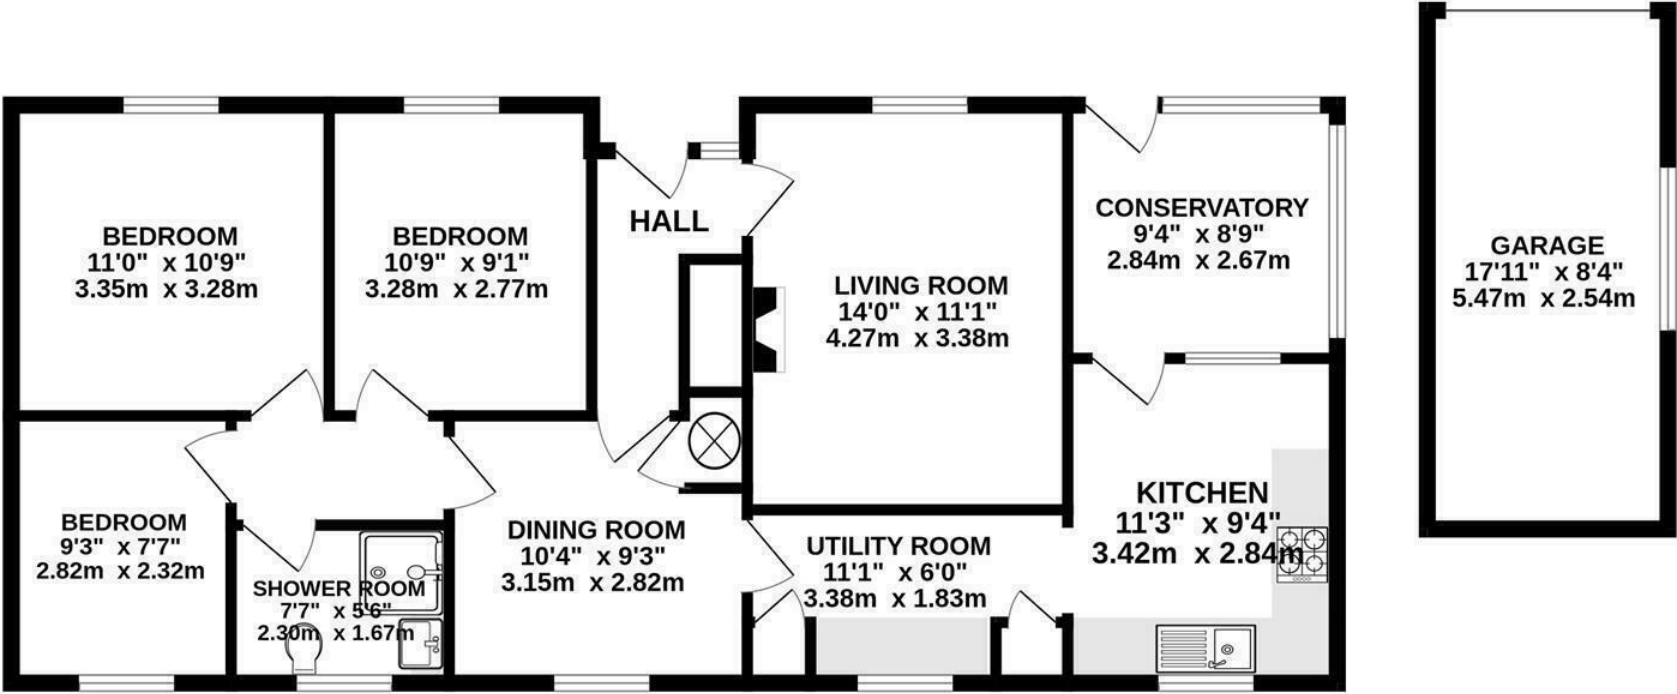 BEDROOM
11'0" x 10'9"
3.35m x 3.28m
BEDROOM
10'9" x 9'1"
3.28m x 2.77m
HALL
LIVING ROOM
14'0" x 11'1"
4.27m x 3.38m
CONSERVATORY
9'4" x 8'9"
2.84m x 2.67m
GARAGE
17'11" x 8'4"
5.47m x 2.54m
BEDROOM
9'3" x 7'7"
2.82m x 2.32m
SHOWER ROOM
7'7" x 5'6"
2.30m x 1.67m
DINING ROOM
10'4" x 9'3"
3.15m x 2.82m
UTILITY ROOM
11'1" x 6'0"
3.38m x 1.83m
KITCHEN
11'3" x 9'4"
3.42m x 2.84m